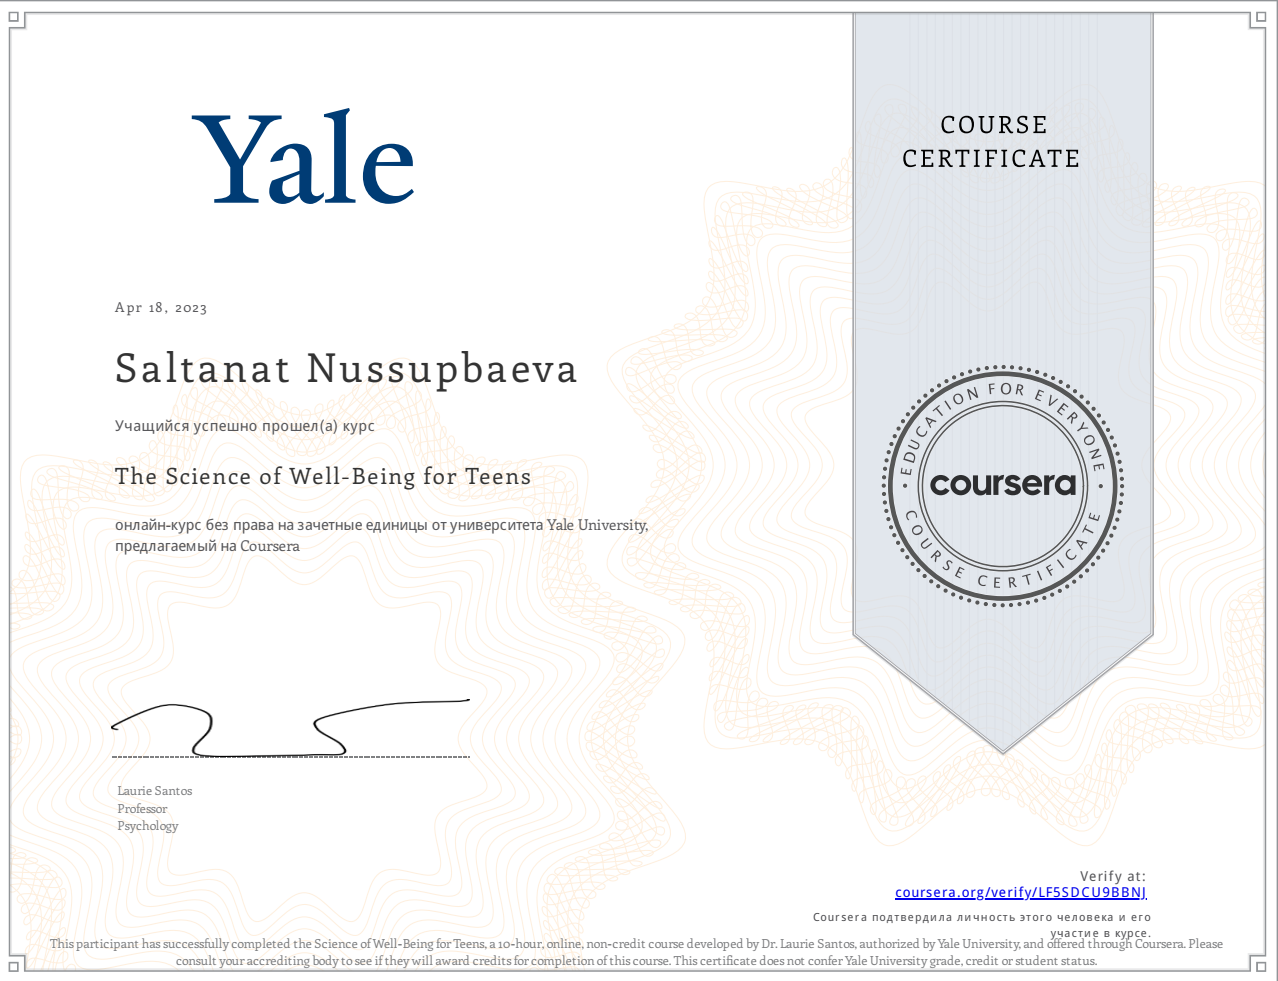 Yale
COURSE
CERTIFICATE
Apr 18, 2023
Saltanat Nussupbaeva
Учащийся успешно прошел(а) курс
The Science of Well-Being for Teens
онлайн-курс без права на зачетные единицы от университета Yale University,
предлагаемый на Coursera
EDUCATION FOR EVERYONE
coursera
COURSE CERTIFICATE
Laurie Santos
Professor
Psychology
Verify at:
coursera.org/verify/LF5SDCU9BBNJ
Coursera подтвердила личность этого человека и его
участие в курсе.
This participant has successfully completed the Science of Well-Being for Teens, a 10-hour, online, non-credit course developed by Dr. Laurie Santos, authorized by Yale University, and offered through Coursera. Please
consult your accrediting body to see if they will award credits for completion of this course. This certificate does not confer Yale University grade, credit or student status.